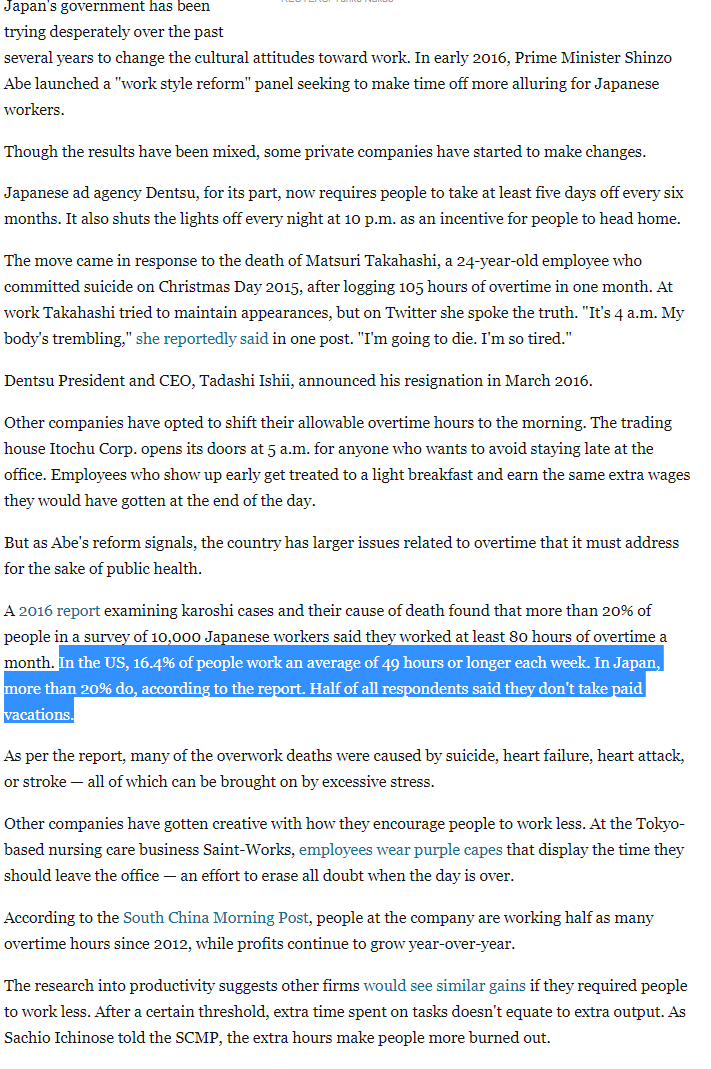 Japan's government has been
trying desperately over the past
several years to change the cultural attitudes toward work. In early 2016, Prime Minister Shinzo
Abe launched a "work style reform" panel seeking to make time off more alluring for Japanese
workers.
Though the results have been mixed, some private companies have started to make changes.
Japanese ad agency Dentsu, for its part, now requires people to take at least five days off every six
months. It also shuts the lights off every night at 10 p.m. as an incentive for people to head home.
The move came in response to the death of Matsuri Takahashi, a 24-year-old employee who
committed suicide on Christmas Day 2015, after logging 105 hours of overtime in one month. At
work Takahashi tried to maintain appearances, but on Twitter she spoke the truth. "It's 4 a.m. My
body's trembling," she reportedly said in one post. "I'm going to die. I'm so tired."
Dentsu President and CEO, Tadashi Ishii, announced his resignation in March 2016.
Other companies have opted to shift their allowable overtime hours to the morning. The trading
house Itochu Corp. opens its doors at 5 a.m. for anyone who wants to avoid staying late at the
office. Employees who show up early get treated to a light breakfast and earn the same extra wages
they would have gotten at the end of the day.
But as Abe's reform signals, the country has larger issues related to overtime that it must address
for the sake of public health.
A 2016 report examining karoshi cases and their cause of death found that more than 20% of
people in a survey of 10,000 Japanese workers said they worked at least 80 hours of overtime a
month. In the US, 16.4% of people work an average of 49 hours or longer each week. In Japan,
more than 20% do, according to the report. Half of all respondents said they don't take paid
vacations.
As per the report, many of the overwork deaths were caused by suicide, heart failure, heart attack,
or stroke — all of which can be brought on by excessive stress.
Other companies have gotten creative with how they encourage people to work less. At the Tokyo-
based nursing care business Saint-Works, employees wear purple capes that display the time they
should leave the office — an effort to erase all doubt when the day is over.
According to the South China Morning Post, people at the company are working half as many
overtime hours since 2012, while profits continue to grow year-over-year.
The research into productivity suggests other firms would see similar gains if they required people
to work less. After a certain threshold, extra time spent on tasks doesn't equate to extra output. As
Sachio Ichinose told the SCMP, the extra hours make people more burned out.